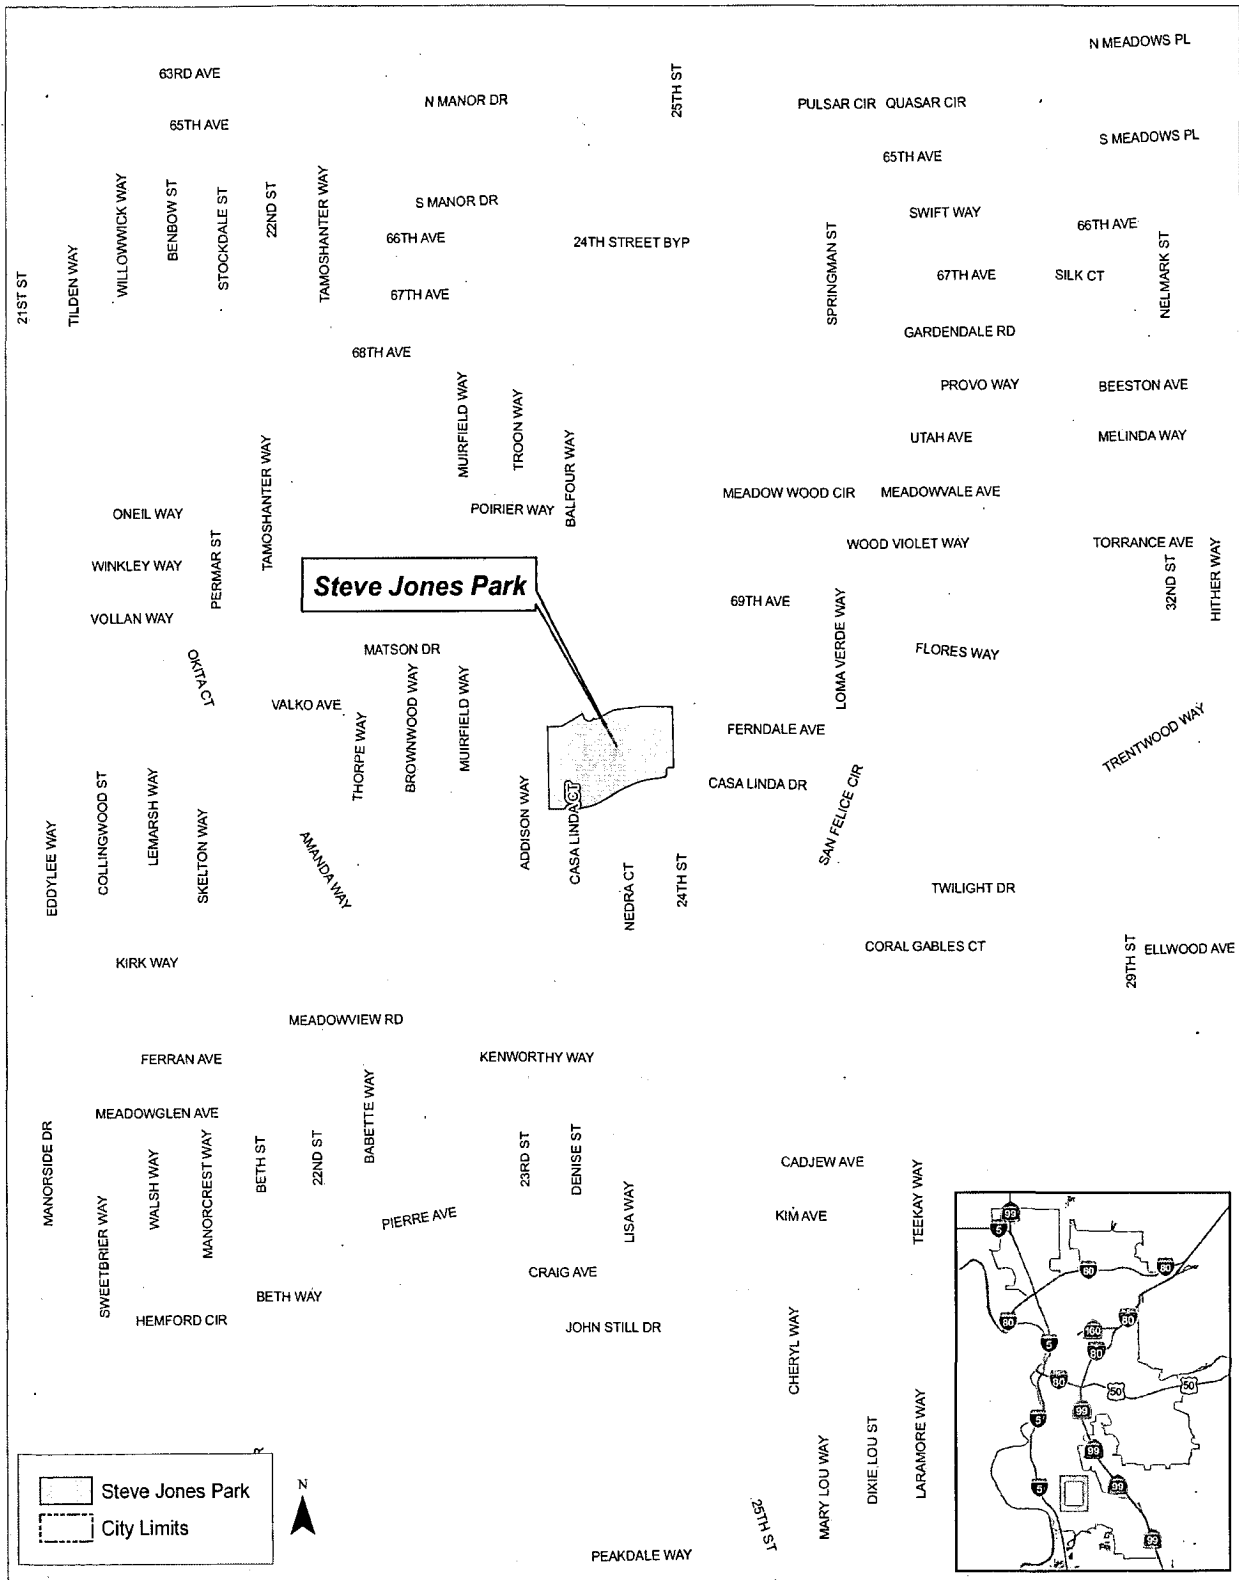 N MEADOWS PL
63RD AVE
N MANOR DR
25TH ST
PULSAR CIR
QUASAR CIR
65TH AVE
S MEADOWS PL
65TH AVE
WILLOWWICK WAY
BENBOW ST
STOCKDALE ST
22ND ST
TAMOSHANTER WAY
S MANOR DR
SWIFT WAY
66TH AVE
66TH AVE
24TH STREET BYP
SPRINGMAN ST
NELMARK ST
21ST ST
TILDEN WAY
67TH AVE
67TH AVE
SILK CT
GARDENDALE RD
68TH AVE
PROVO WAY
BEESTON AVE
MUIRFIELD WAY
TROON WAY
BALFOUR WAY
UTAH AVE
MELINDA WAY
TAMOSHANTER WAY
MEADOW WOOD CIR
MEADOWVALE AVE
ONEIL WAY
POIRIER WAY
WOOD VIOLET WAY
TORRANCE AVE
WINKLEY WAY
PERMAR ST
Steve Jones Park
69TH AVE
LOMA VERDE WAY
32ND ST
HITHER WAY
VOLLAN WAY
OKITA CT
MATSON DR
FLORES WAY
VALKO AVE
THORPE WAY
BROWNWOOD WAY
MUIRFIELD WAY
FERNDALE AVE
TRENTWOOD WAY
CASA LINDA DR
EDDYLEE WAY
COLLINGWOOD ST
LEMARSH WAY
SKELTON WAY
AMANDA WAY
ADDISON WAY
CASA LINDA CT
NEDRA CT
24TH ST
SAN FELICE CIR
TWILIGHT DR
CORAL GABLES CT
29TH ST
ELLWOOD AVE
KIRK WAY
MEADOWVIEW RD
FERRAN AVE
KENWORTHY WAY
MEADOWGLEN AVE
BABETTE WAY
MANORSIDE DR
SWEETBRIER WAY
WALSH WAY
MANORCREST WAY
BETH ST
22ND ST
23RD ST
DENISE ST
CADJEW AVE
TEEKAY WAY
PIERRE AVE
LISA WAY
KIM AVE
CRAIG AVE
BETH WAY
HEMFORD CIR
JOHN STILL DR
CHERYL WAY
MARY LOU WAY
DIXIE LOU ST
LARAMORE WAY
25TH ST
PEAKDALE WAY
Steve Jones Park
City Limits
N
99
5
80
80
80
80
160
80
5
80
50
50
99
5
99
5
99
99